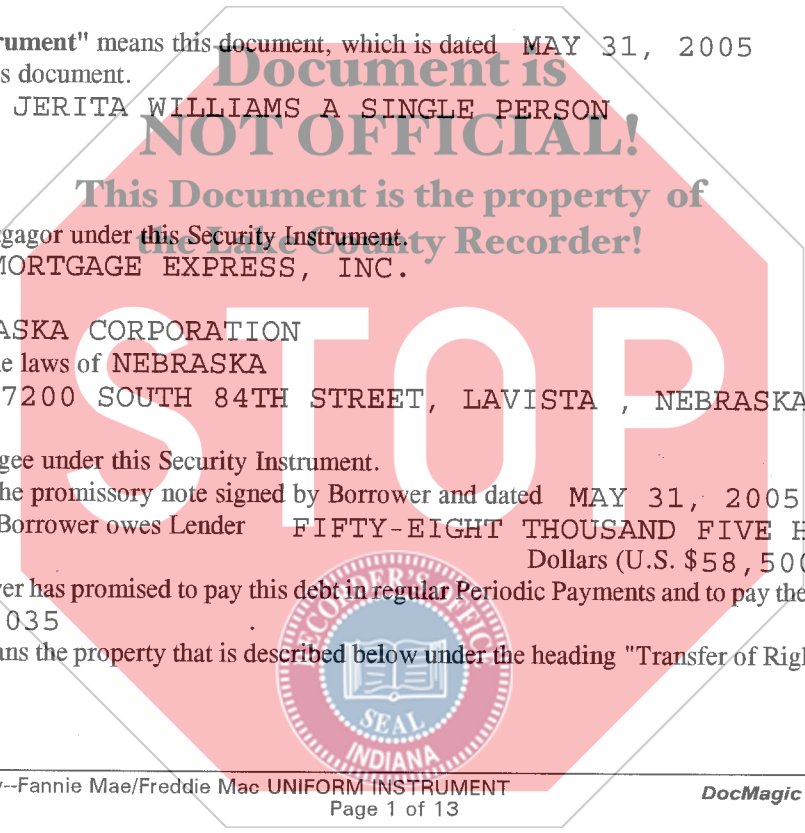 rument" means this document, which is dated MAY 31, 2005
s document.
Document is
JERITA WILLIAMS A SINGLE PERSON
NOT OFFICIAL!
This Document is the property of
gagor under this Security Instrument.
the Lake County Recorder!
MORTGAGE EXPRESS, INC.
ASKA CORPORATION
e laws of NEBRASKA
STOP
7200 SOUTH 84TH STREET, LAVISTA , NEBRASKA
gee under this Security Instrument.
he promissory note signed by Borrower and dated MAY 31, 2005
Borrower owes Lender FIFTY-EIGHT THOUSAND FIVE H
Dollars (U.S. $58,500
er has promised to pay this debt in regular Periodic Payments and to pay the
035
ans the property that is described below under the heading "Transfer of Righ
RECORDER'S OFFICE
SEAL
INDIANA
y--Fannie Mae/Freddie Mac UNIFORM INSTRUMENT
DocMagic
Page 1 of 13